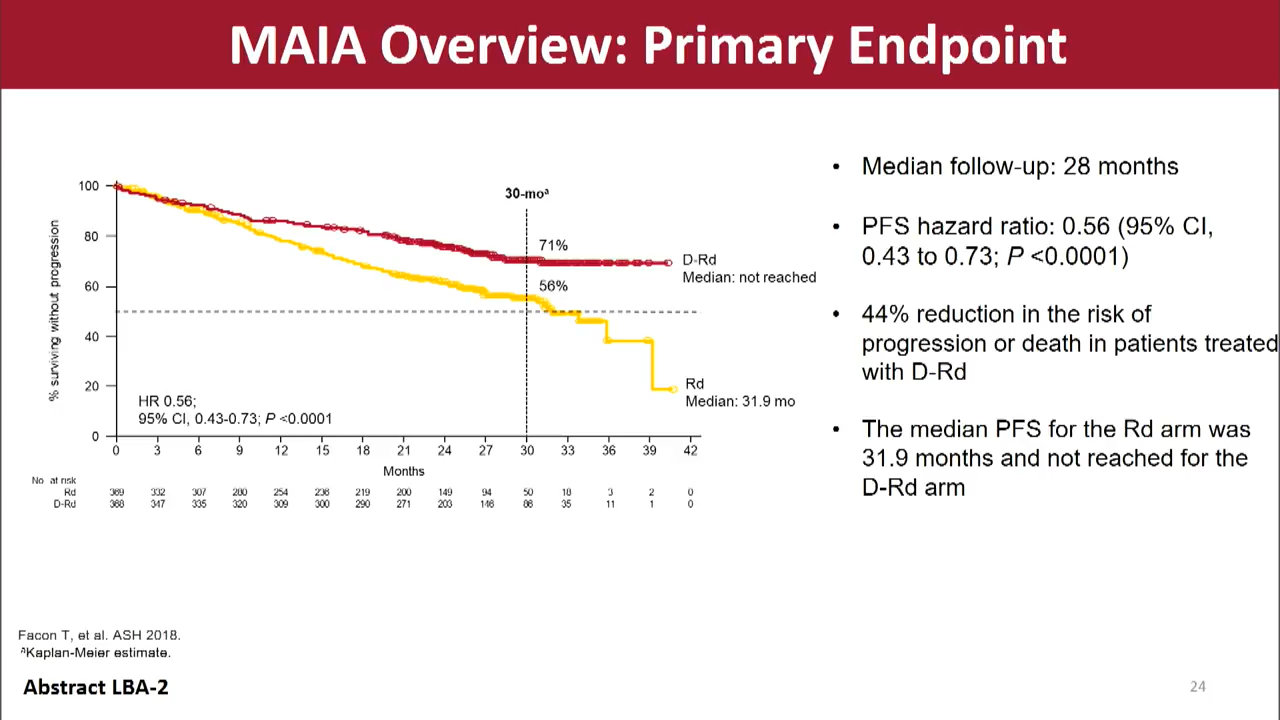 MAIA Overview: Primary Endpoint
% surviving without progression
100
80
60
40
20
0
30-moᵃ
71%
56%
D-Rd
Median: not reached
Rd
Median: 31.9 mo
HR 0.56;
95% CI, 0.43-0.73; P <0.0001
0 3 6 9 12 15 18 21 24 27 30 33 36 39 42
Months
No. at risk
Rd 369 332 307 280 254 236 219 200 149 94 50 18 3 2 0
D-Rd 368 347 335 320 309 300 290 271 203 146 86 35 11 1 0
• Median follow-up: 28 months
• PFS hazard ratio: 0.56 (95% CI,
0.43 to 0.73; P <0.0001)
• 44% reduction in the risk of
progression or death in patients treated
with D-Rd
• The median PFS for the Rd arm was
31.9 months and not reached for the
D-Rd arm
Facon T, et al. ASH 2018.
ᵃKaplan-Meier estimate.
Abstract LBA-2
24